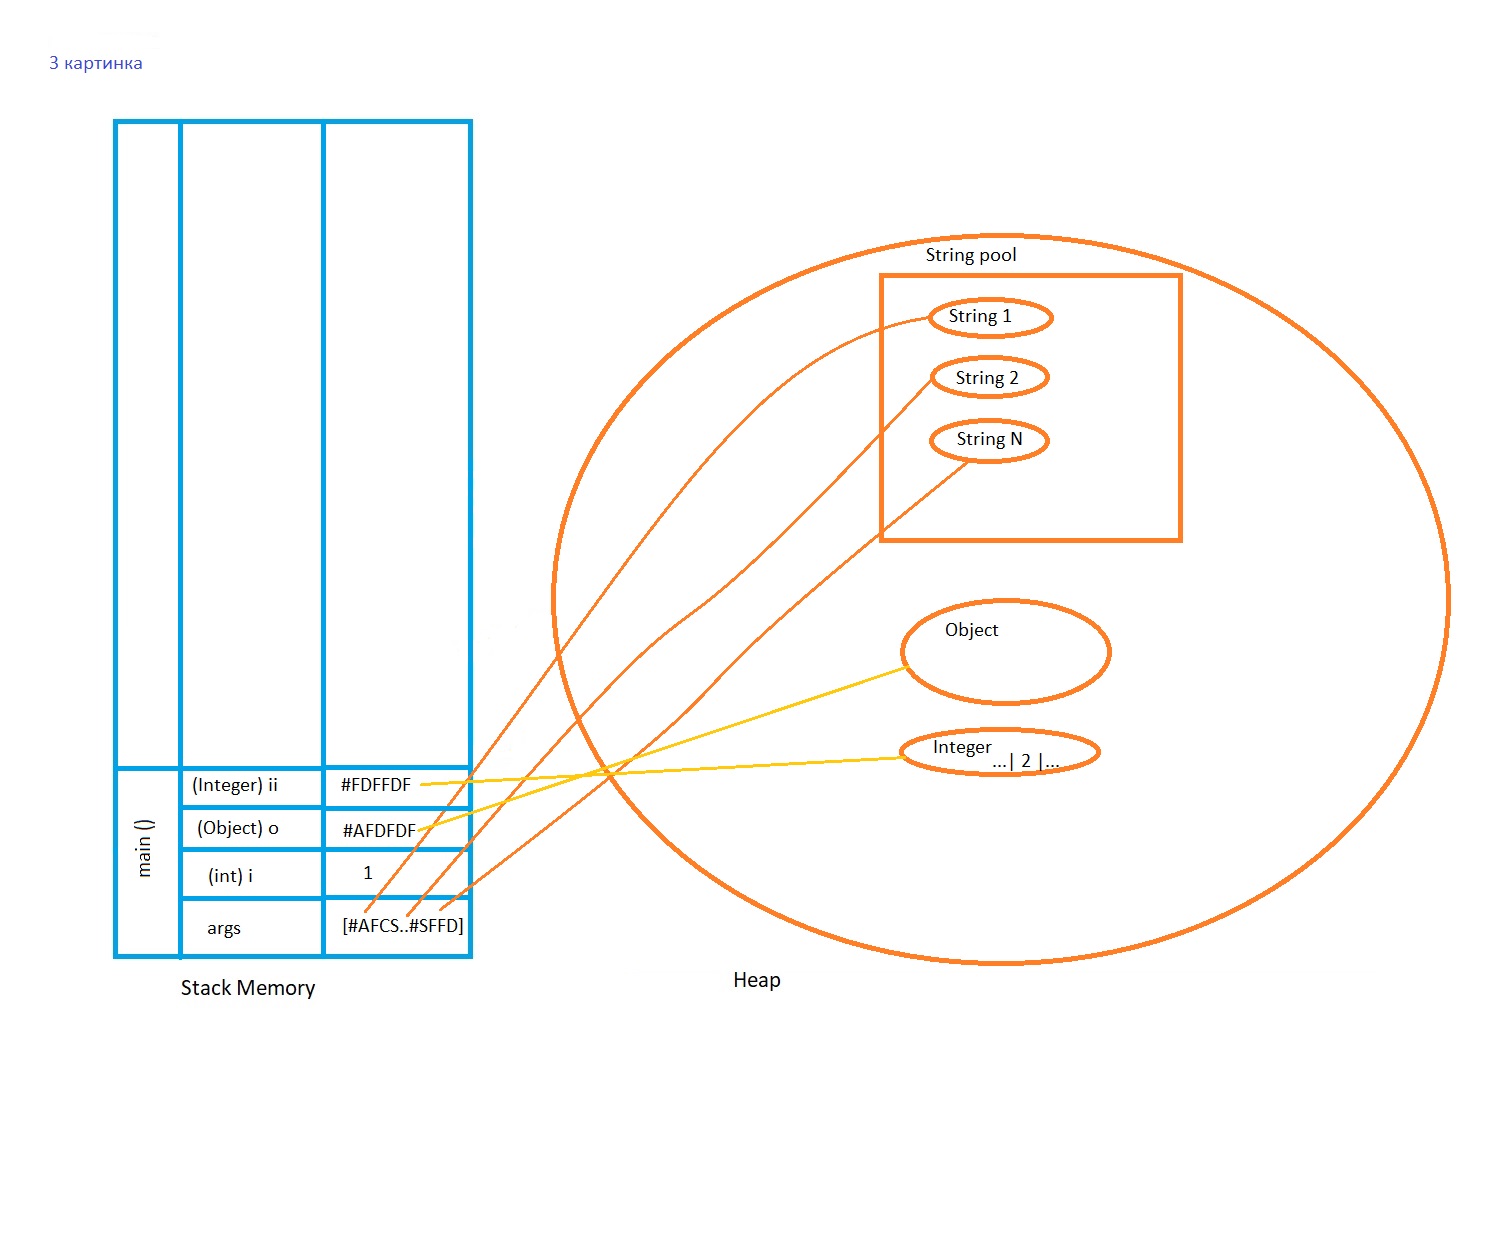 3 картинка
String pool
String 1
String 2
String N
Object
Integer
...| 2 |...
main ()
(Integer) ii
#FDFFDF
(Object) o
#AFDFDF
(int) i
1
args
[#AFCS..#SFFD]
Stack Memory
Heap